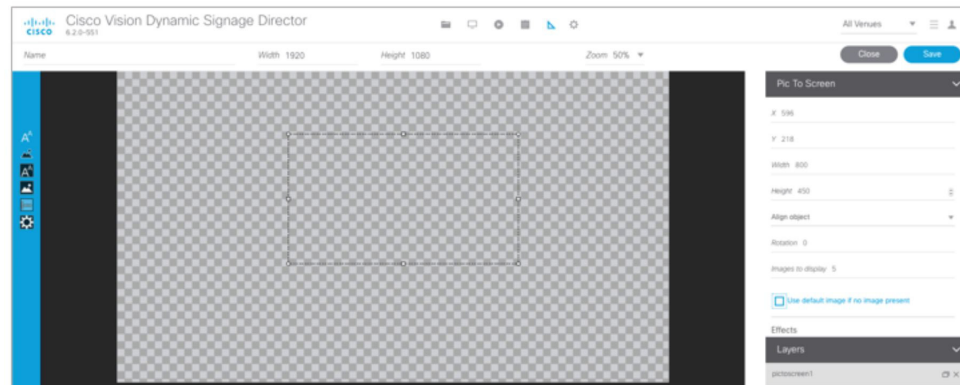 CISCO
Cisco Vision Dynamic Signage Director
6.2.0-551
All Venues
Name
Width 1920
Height 1080
Zoom 50%
Close
Save
Pic To Screen
X 596
Y 218
Width 800
Height 450
Align object
Rotation 0
Images to display 5
Use default image if no image present
Effects
Layers
pictoscreen1